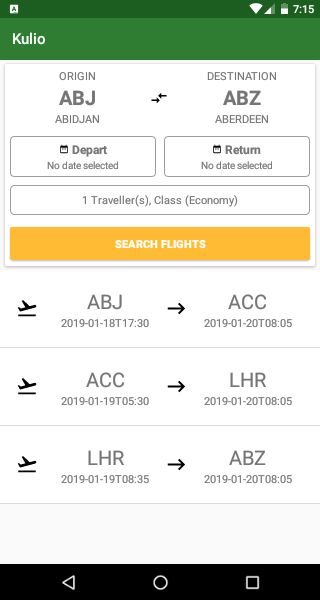 A
7:15
Kulio
ORIGIN
DESTINATION
ABJ
ABZ
ABIDJAN
ABERDEEN
Depart
Return
No date selected
No date selected
1 Traveller(s), Class (Economy)
SEARCH FLIGHTS
ABJ
ACC
2019-01-18T17:30
2019-01-20T08:05
ACC
LHR
2019-01-19T05:30
2019-01-20T08:05
LHR
ABZ
2019-01-19T08:35
2019-01-20T08:05